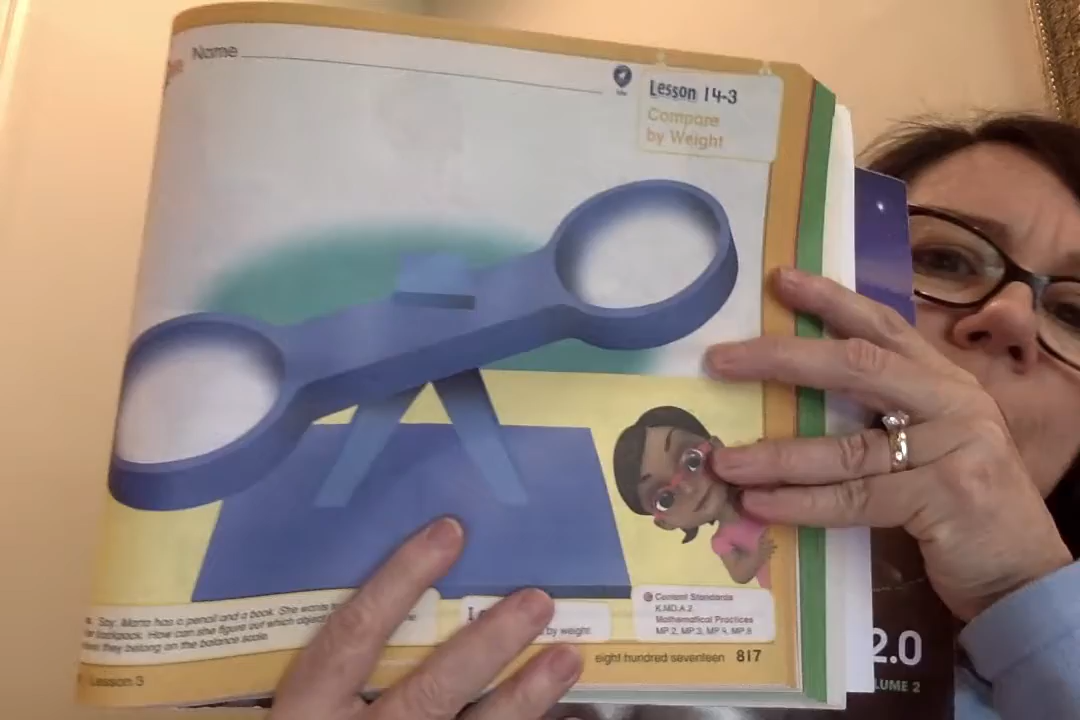 Name
Lesson 14-3
Compare
by Weight
Say, Marta has a pencil and a book. She wants
backpack. How can she figure out which object
they belong on the balance scale.
by weight
Content Standards
K.MD.A.2
Mathematical Practices
MP.2, MP.3, MP.4, MP.8
eight hundred seventeen 817
Lesson 3
2.0
LUME 2